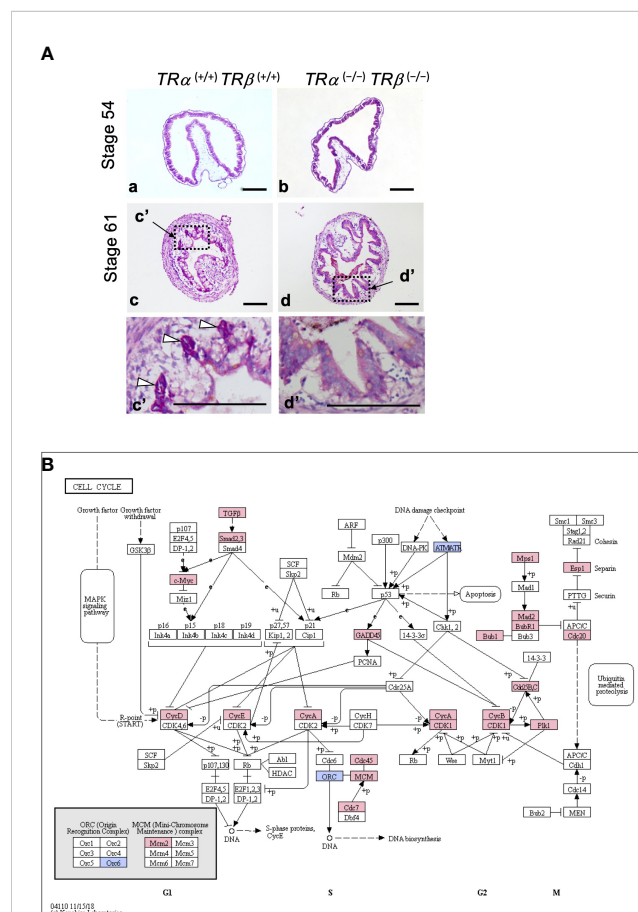 A
TRα (+/+) TRβ (+/+)
TRα (−/−) TRβ (−/−)
Stage 54
a
b
Stage 61
c'
c
d
d'
c'
d'
B
CELL CYCLE
Growth factor
Growth factor withdrawal
TGFβ
DNA damage checkpoint
Smc1 Smc3
Stag1,2
Rad21
Cohesin
p107
E2F4,5
DP-1,2
GSK3β
Smad2,3
Smad4
ARF
p300
DNA-PK
ATM/ATR
Mdm2
Mps1
Esp1
Separin
c-Myc
Miz1
SCF
Skp2
Rb
p53
Apoptosis
Mad1
PTTG
Securin
MAPK signaling pathway
p16 p15 p18 p19
Ink4a Ink4b Ink4c Ink4d
p27,57
Kip1, 2
p21
Cip1
GADD45
14-3-3σ
Chk1, 2
Bub1
Mad2
BubR1
Bub3
APC/C
Cdc20
PCNA
14-3-3
Cdc25A
Cdc25B,C
Ubiquitin mediated proteolysis
R-point (START)
CycD
CDK4,6
CycE
CDK2
CycA
CDK2
CycH
CDK7
CycA
CDK1
CycB
CDK1
Plk1
SCF
Skp2
p107,130
Rb
Abl
HDAC
Cdc6
Cdc45
ORC
MCM
Rb
Wee
Myt1
APC/C
Cdh1
E2F4,5
DP-1,2
E2F1,2,3
DP-1,2
Cdc7
Dbf4
Cdc14
Bub2
MEN
DNA
S-phase proteins, CycE
DNA
DNA biosynthesis
ORC (Origin Recognition Complex)
MCM (Mini-Chromosome Maintenance) complex
Orc1 Orc2 Mcm2 Mcm3
Orc3 Orc4 Mcm4 Mcm5
Orc5 Orc6 Mcm6 Mcm7
G1
S
G2
M
04110 11/15/18